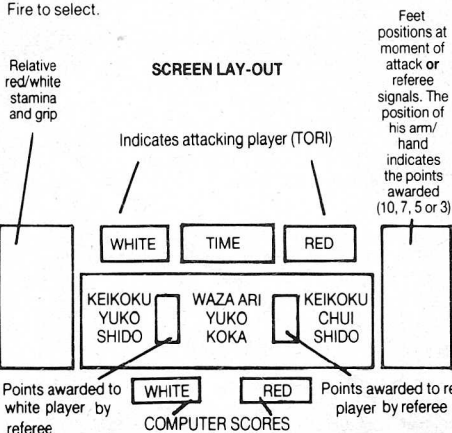 Fire to select.
Relative
red/white
stamina
and grip
SCREEN LAY-OUT
Feet
positions at
moment of
attack or
referee
signals. The
position of
his arm/
hand
indicates
the points
awarded
(10, 7, 5 or 3)
Indicates attacking player (TORI)
WHITE TIME RED
KEIKOKU WAZA ARI KEIKOKU
YUKO YUKO CHUI
SHIDO KOKA SHIDO
Points awarded to
white player by
referee
WHITE RED
COMPUTER SCORES
Points awarded to re
player by referee